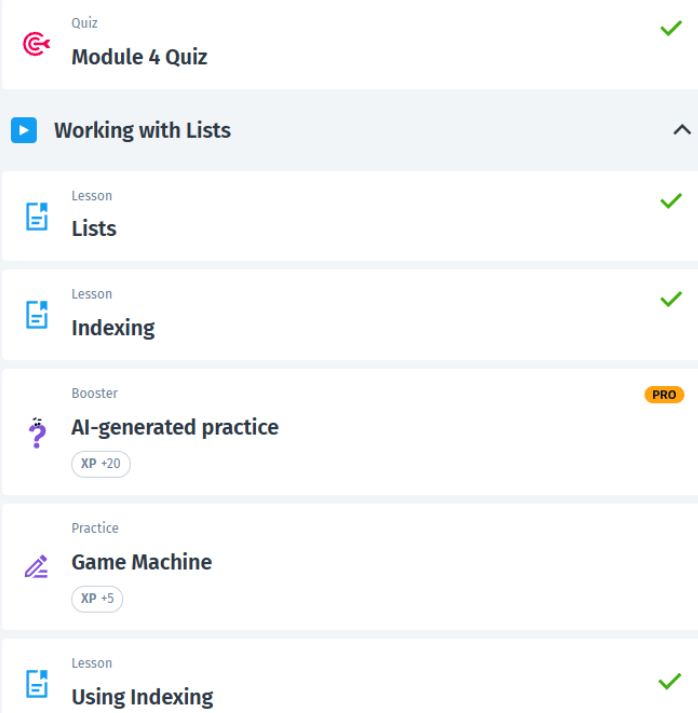 Quiz
Module 4 Quiz
Working with Lists
Lesson
Lists
Lesson
Indexing
Booster
PRO
AI-generated practice
XP +20
Practice
Game Machine
XP +5
Lesson
Using Indexing